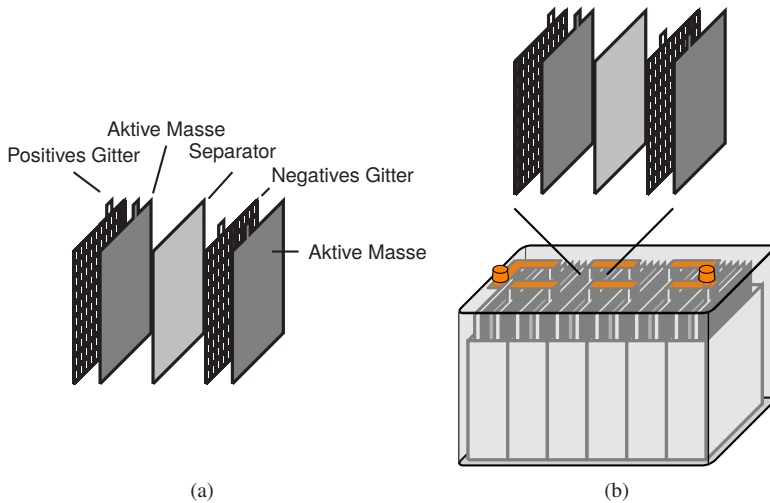 Aktive Masse
Positives Gitter
Separator
Negatives Gitter
Aktive Masse
(a)
(b)